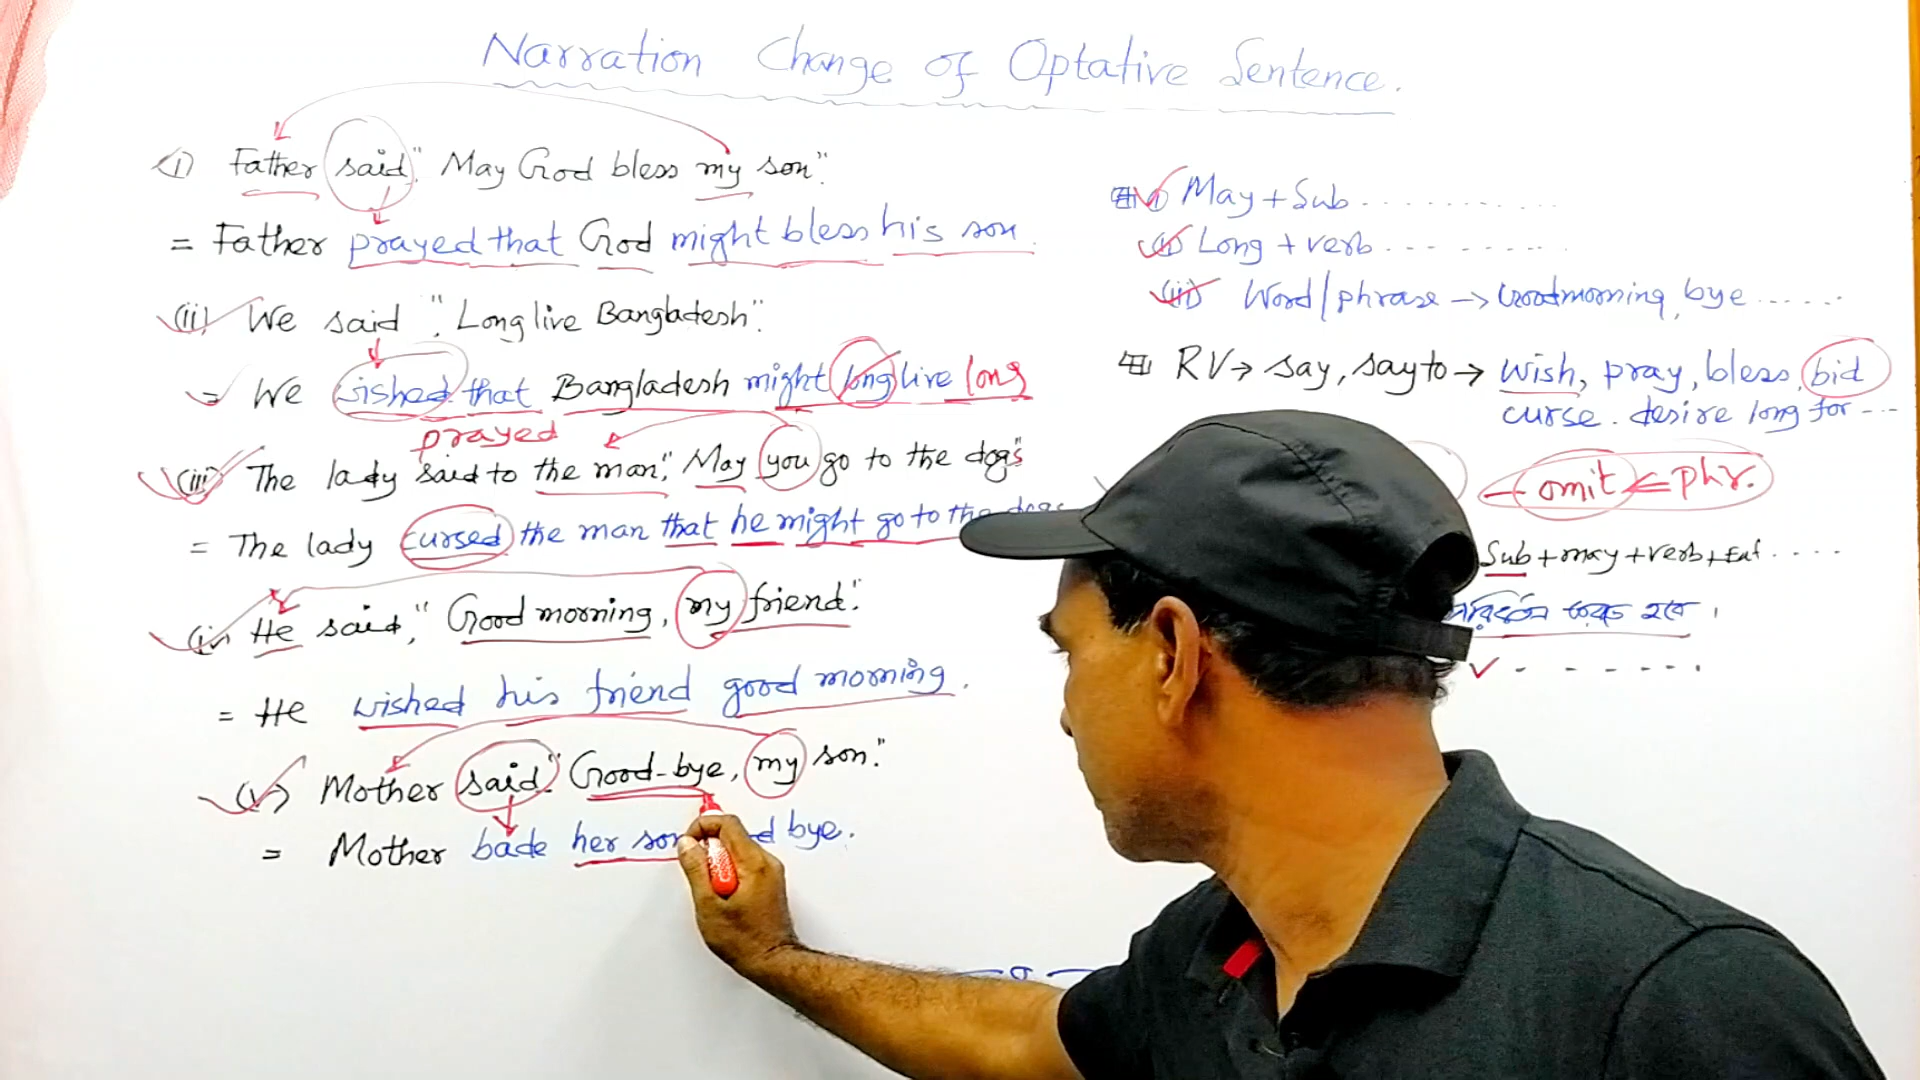 Narration Change of Optative Sentence.
(i) Father said, "May God bless my son".
= Father prayed that God might bless his son.
(ii) We said, "Long live Bangladesh".
= We wished that Bangladesh might long live long
prayed
(iii) The lady said to the man, "May you go to the dogs"
= The lady cursed the man that he might go to the dogs
He said, "Good morning, my friend".
= He wished his friend good morning.
(v) Mother said, "Good-bye, my son."
= Mother bade her son bye.
(i) May + Sub ...........
(ii) Long + verb ..........
(iii) Word / phrase → Goodmorning, bye .....
RV → say, say to → wish, pray, bless, bid
curse. desire long for ---
omit ⇐ phr.
Sub + may + verb + Ext ....
হবে।